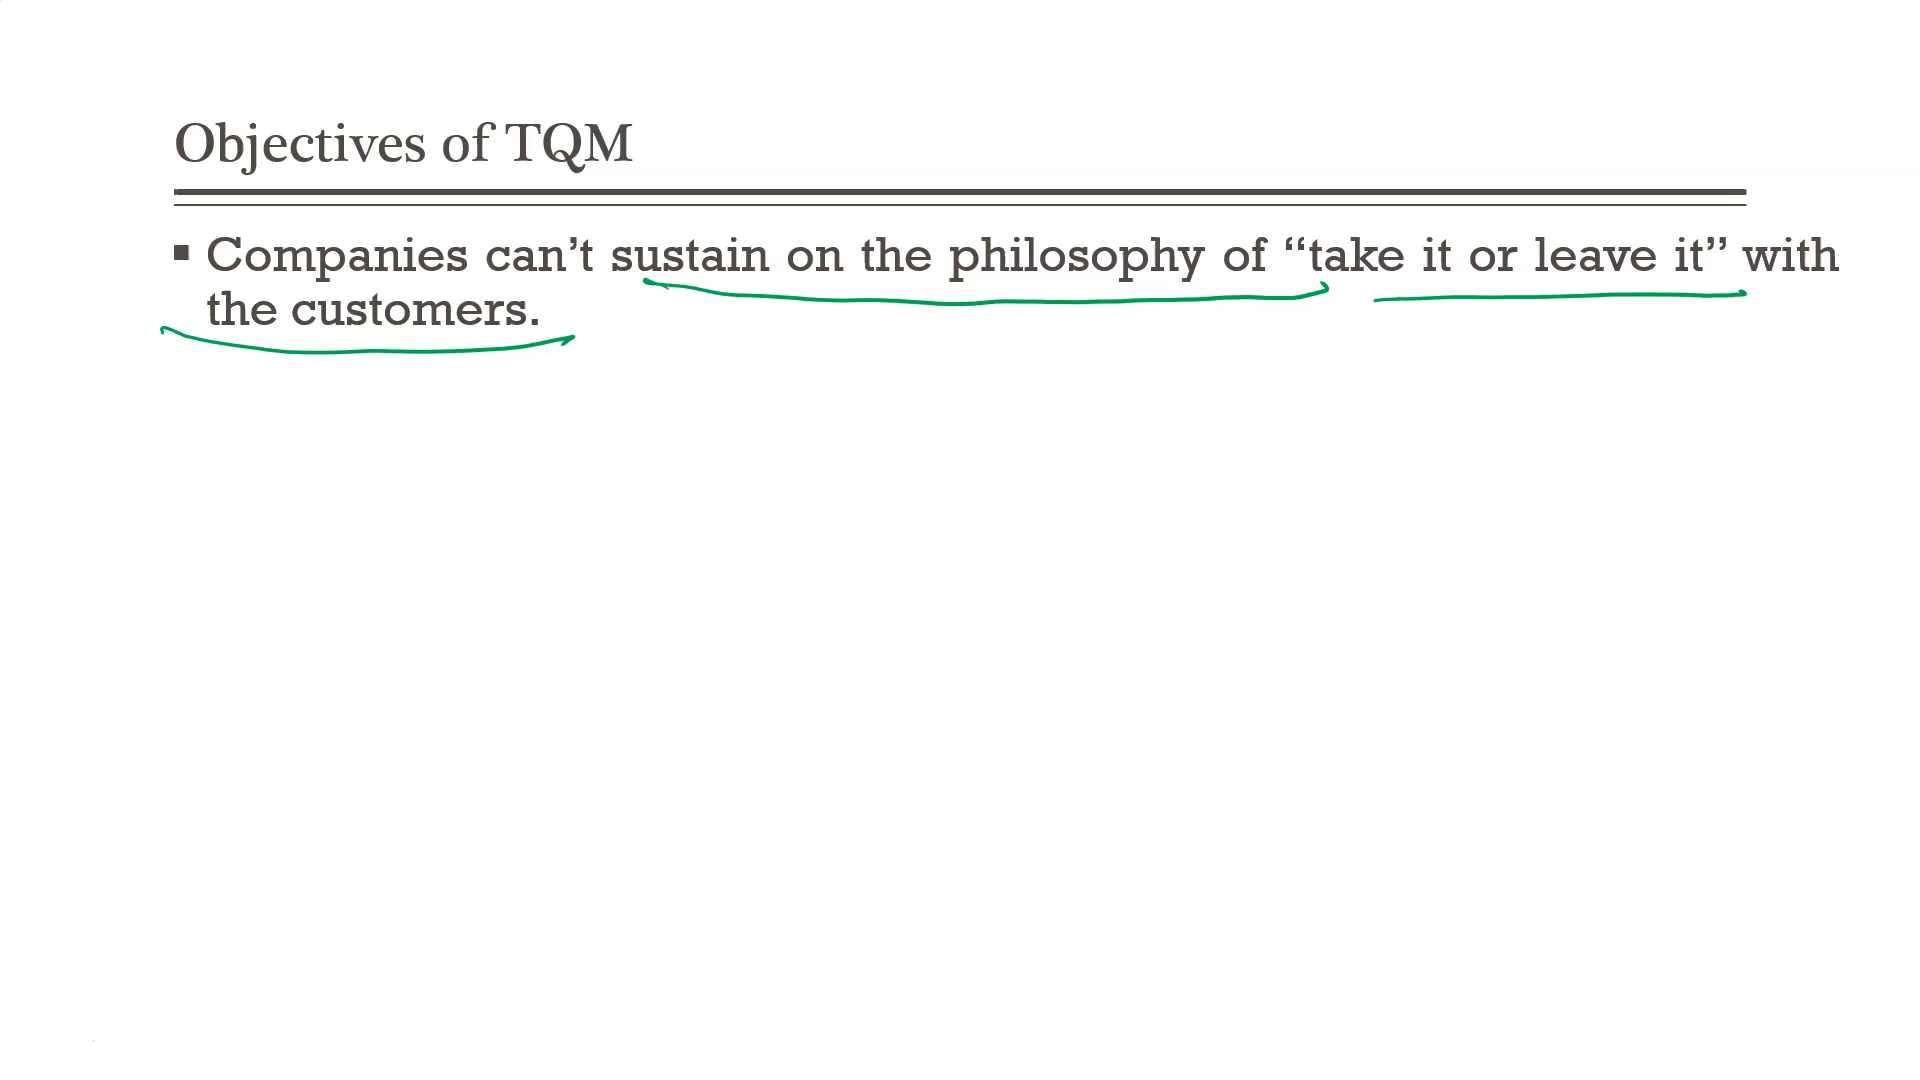 Objectives of TQM
▪ Companies can’t sustain on the philosophy of “take it or leave it” with
the customers.